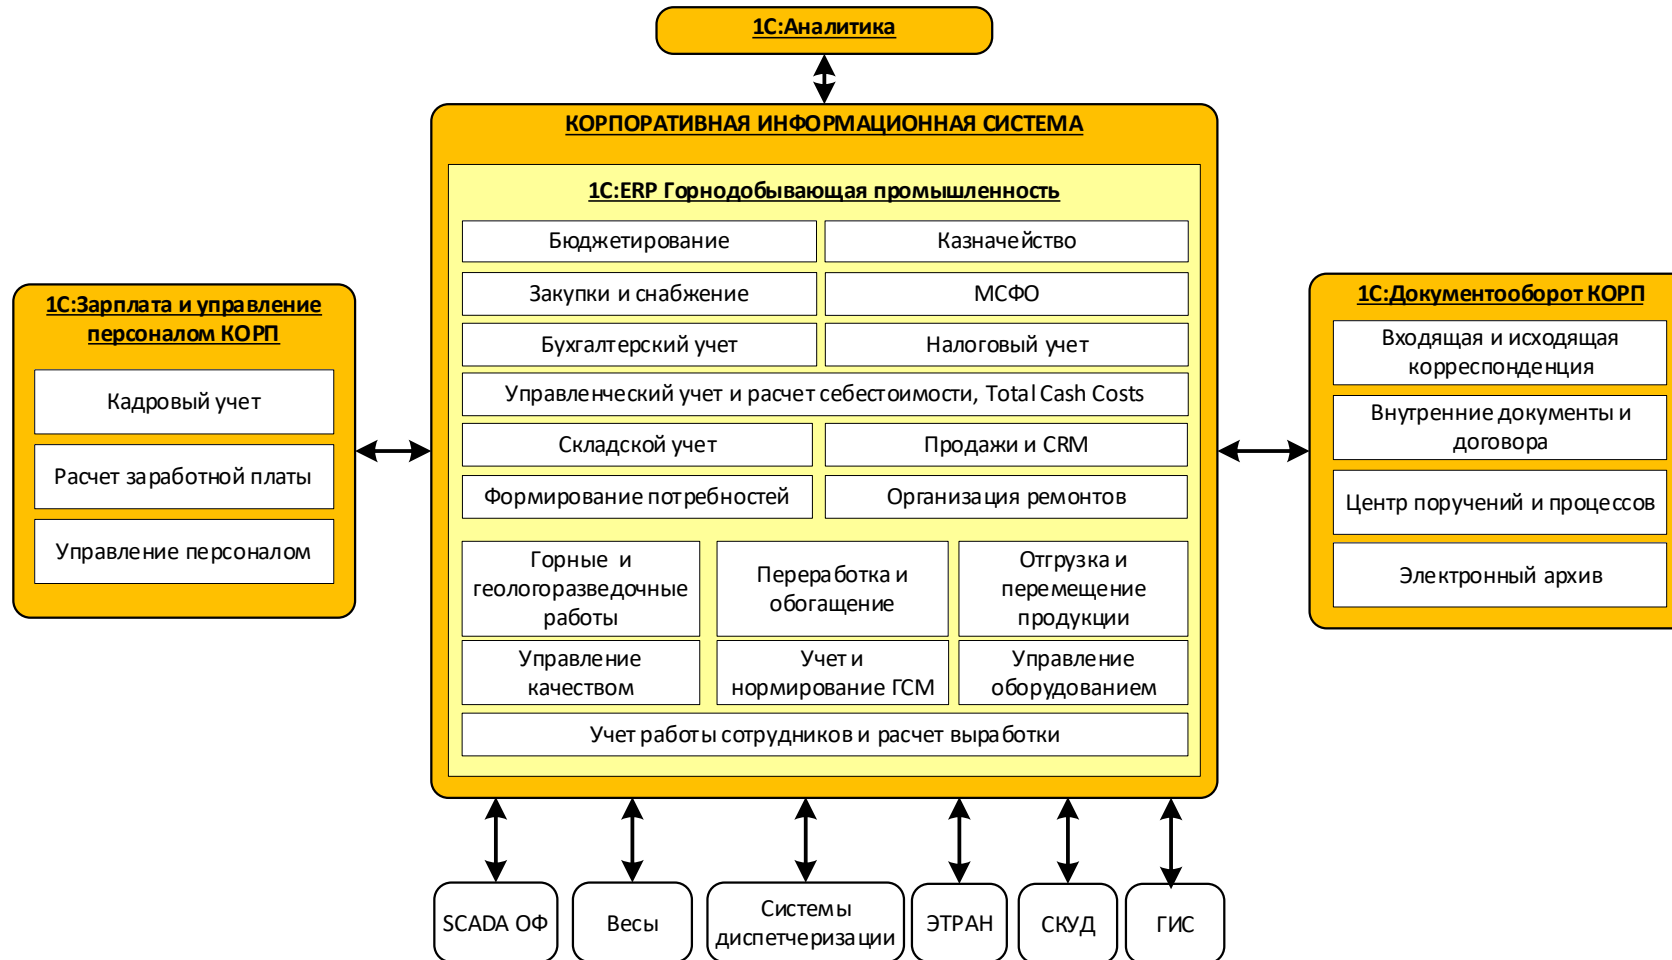 1С:Аналитика
КОРПОРАТИВНАЯ ИНФОРМАЦИОННАЯ СИСТЕМА
1С:ERP Горнодобывающая промышленность
Бюджетирование
Казначейство
Закупки и снабжение
МСФО
Бухгалтерский учет
Налоговый учет
Управленческий учет и расчет себестоимости, Total Cash Costs
Складской учет
Продажи и CRM
Формирование потребностей
Организация ремонтов
Горные и
геологоразведочные
работы
Переработка и
обогащение
Отгрузка и
перемещение
продукции
Управление
качеством
Учет и
нормирование ГСМ
Управление
оборудованием
Учет работы сотрудников и расчет выработки
1С:Зарплата и управление
персоналом КОРП
Кадровый учет
Расчет заработной платы
Управление персоналом
1С:Документооборот КОРП
Входящая и исходящая
корреспонденция
Внутренние документы и
договора
Центр поручений и процессов
Электронный архив
SCADA ОФ
Весы
Системы
диспетчеризации
ЭТРАН
СКУД
ГИС